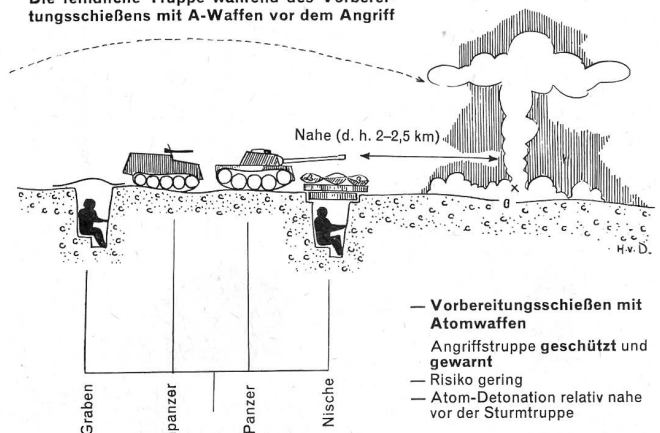 Die feindliche Truppe während des Vorberei-
tungsschießens mit A-Waffen vor dem Angriff
Nahe (d. h. 2–2,5 km)
H.v.D.
— Vorbereitungsschießen mit
Atomwaffen
Angriffstruppe geschützt und
gewarnt
— Risiko gering
— Atom-Detonation relativ nahe
vor der Sturmtruppe
Graben
panzer
Panzer
Nische